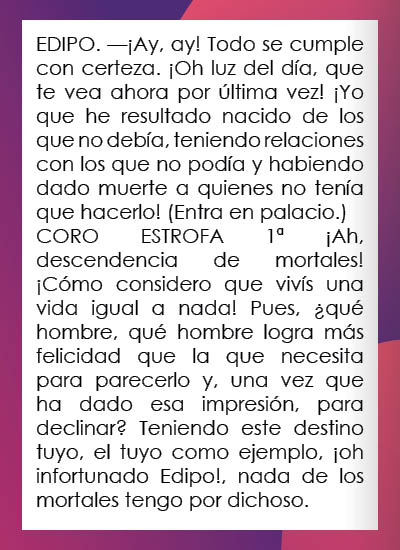 EDIPO. —¡Ay, ay! Todo se cumple
con certeza. ¡Oh luz del día, que
te vea ahora por última vez! ¡Yo
que he resultado nacido de los
que no debía, teniendo relaciones
con los que no podía y habiendo
dado muerte a quienes no tenía
que hacerlo! (Entra en palacio.)
CORO ESTROFA 1ª ¡Ah,
descendencia de mortales!
¡Cómo considero que vivís una
vida igual a nada! Pues, ¿qué
hombre, qué hombre logra más
felicidad que la que necesita
para parecerlo y, una vez que
ha dado esa impresión, para
declinar? Teniendo este destino
tuyo, el tuyo como ejemplo, ¡oh
infortunado Edipo!, nada de los
mortales tengo por dichoso.